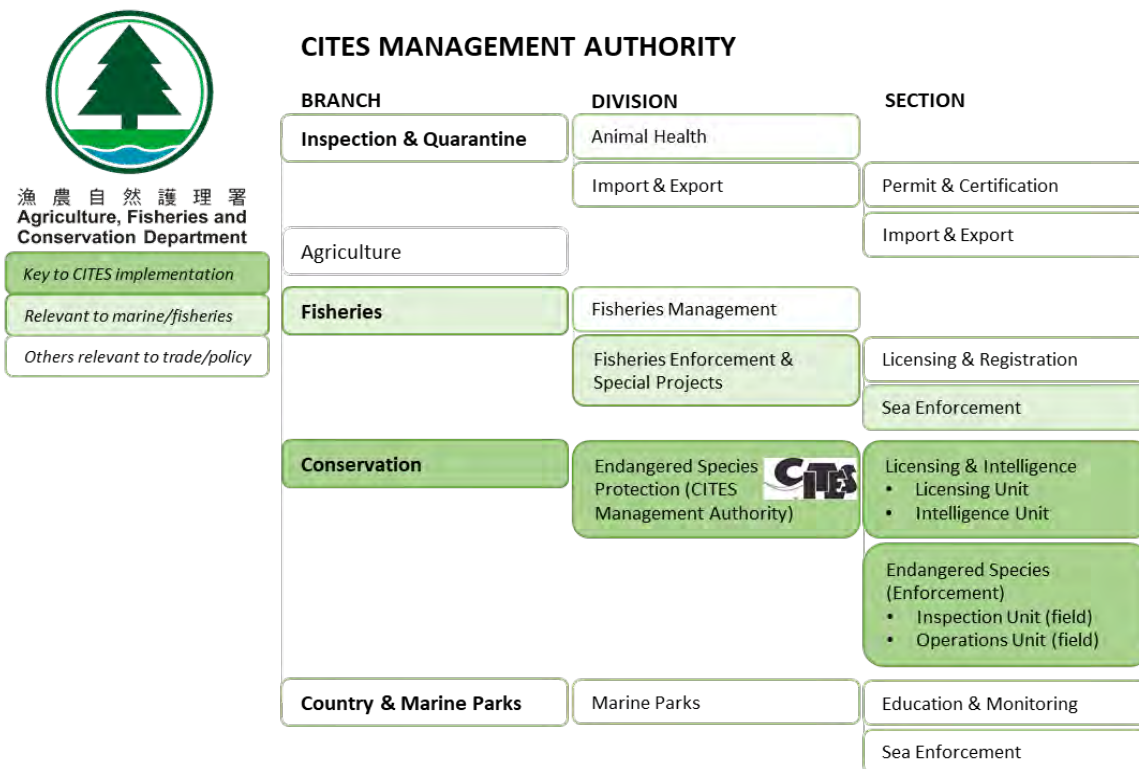 CITES MANAGEMENT AUTHORITY
漁農自然護理署
Agriculture, Fisheries and
Conservation Department
Key to CITES implementation
Relevant to marine/fisheries
Others relevant to trade/policy
BRANCH
DIVISION
SECTION
Inspection & Quarantine
Animal Health
Import & Export
Permit & Certification
Import & Export
Agriculture
Fisheries
Fisheries Management
Fisheries Enforcement &
Special Projects
Licensing & Registration
Sea Enforcement
Conservation
Endangered Species
Protection (CITES
Management Authority)
CITES
Licensing & Intelligence
• Licensing Unit
• Intelligence Unit
Endangered Species
(Enforcement)
• Inspection Unit (field)
• Operations Unit (field)
Country & Marine Parks
Marine Parks
Education & Monitoring
Sea Enforcement